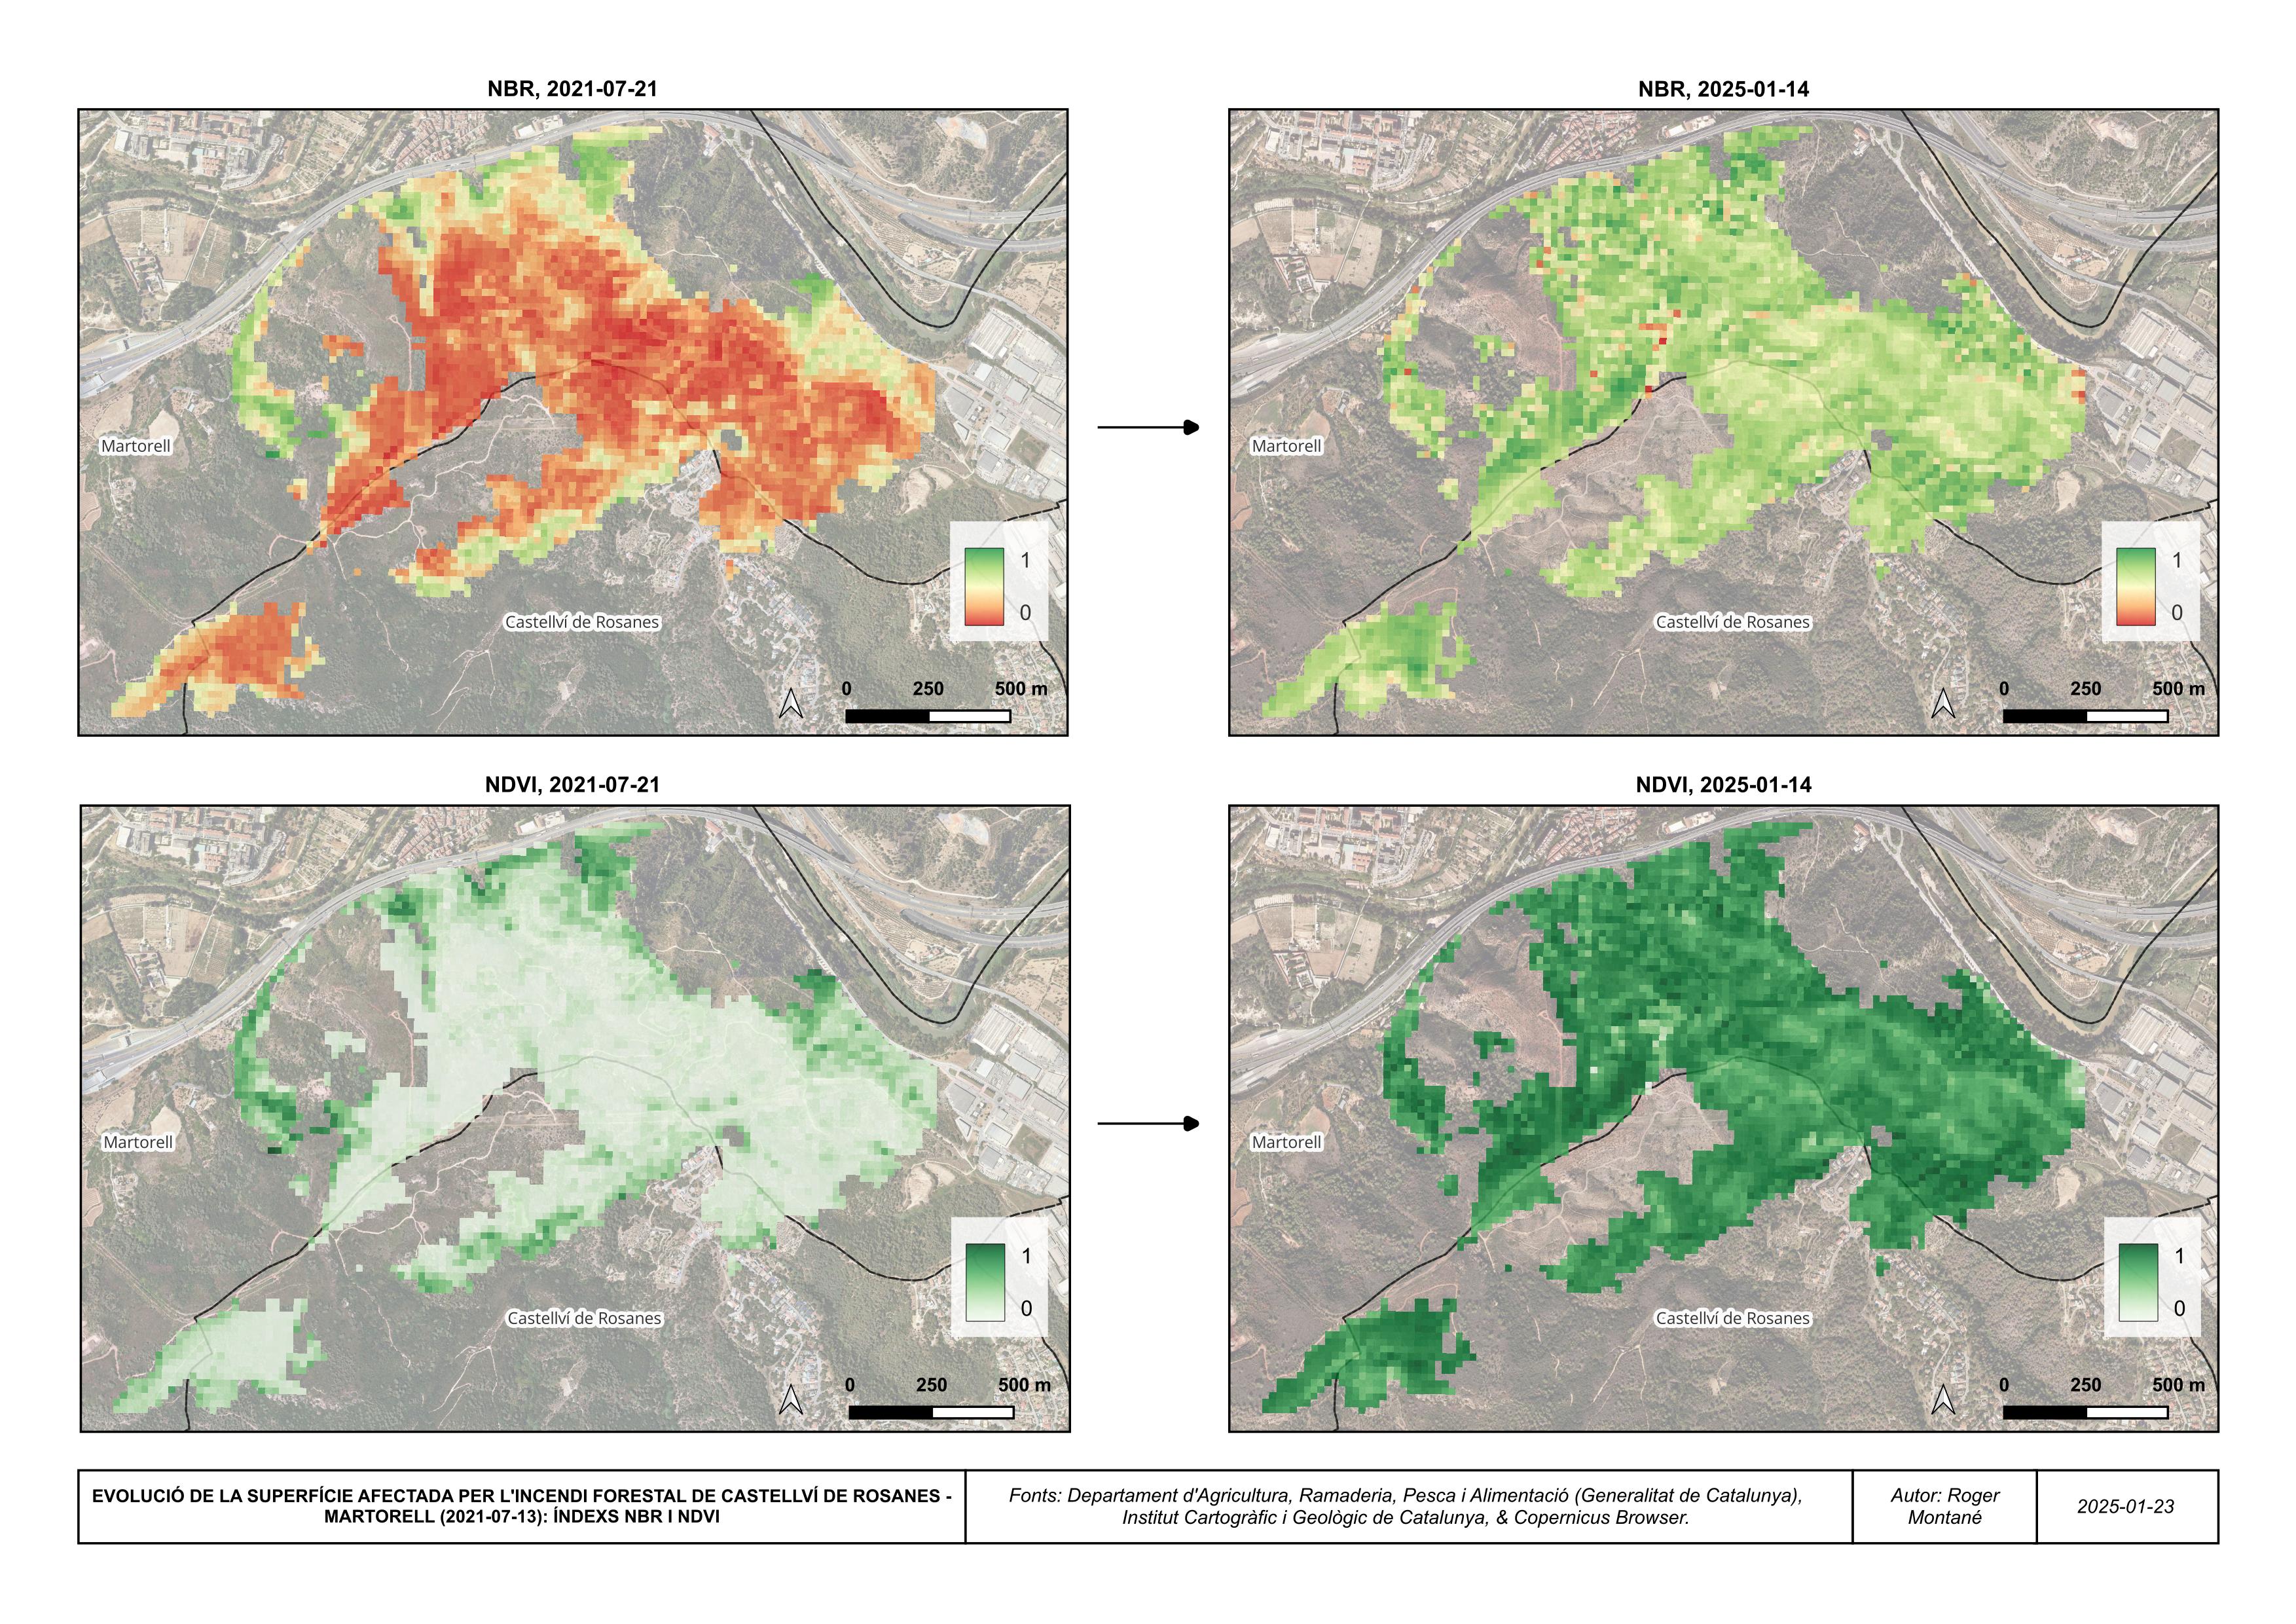 NBR, 2021-07-21
NBR, 2025-01-14
Martorell
Castellví de Rosanes
1
0
0 250 500 m
Martorell
Castellví de Rosanes
1
0
0 250 500 m
NDVI, 2021-07-21
NDVI, 2025-01-14
Martorell
Castellví de Rosanes
1
0
0 250 500 m
Martorell
Castellví de Rosanes
1
0
0 250 500 m
EVOLUCIÓ DE LA SUPERFÍCIE AFECTADA PER L'INCENDI FORESTAL DE CASTELLVÍ DE ROSANES -
MARTORELL (2021-07-13): ÍNDEXS NBR I NDVI
Fonts: Departament d'Agricultura, Ramaderia, Pesca i Alimentació (Generalitat de Catalunya),
Institut Cartogràfic i Geològic de Catalunya, & Copernicus Browser.
Autor: Roger
Montané
2025-01-23